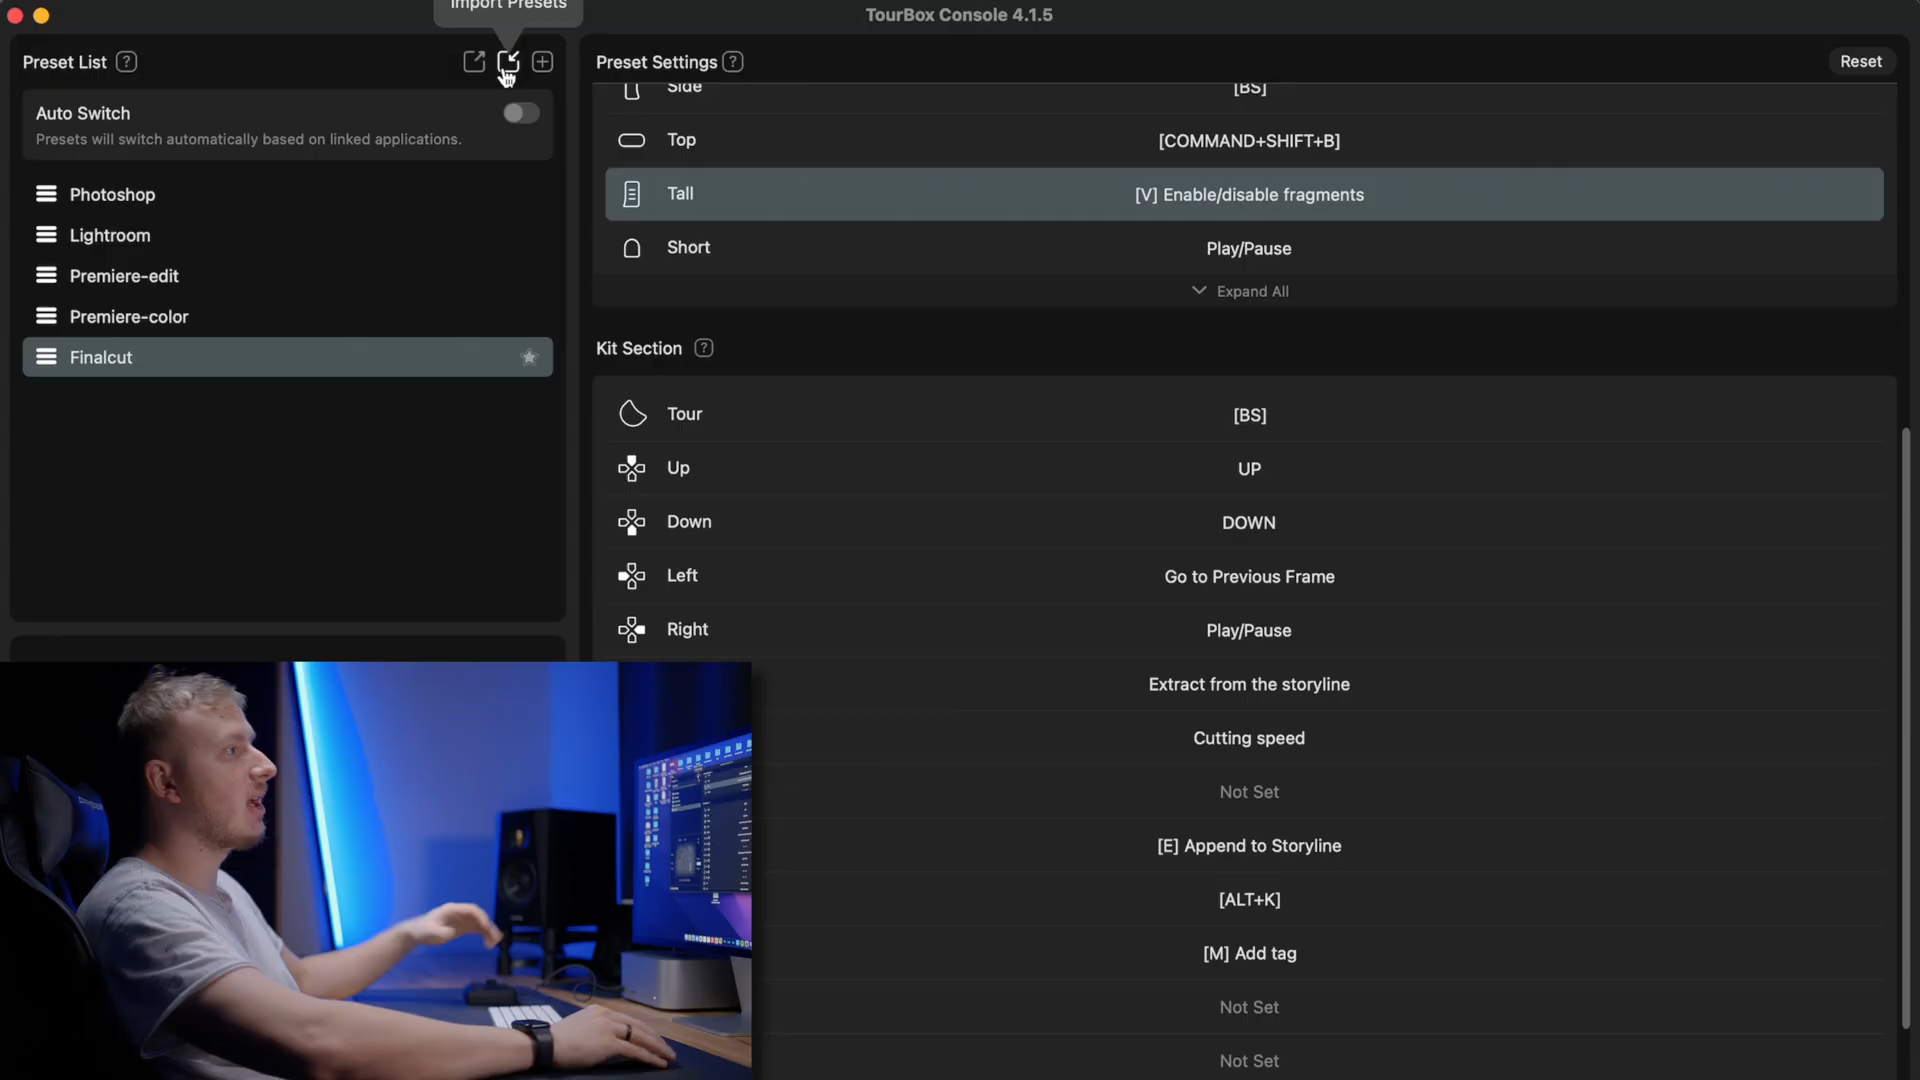 Import Presets
TourBox Console 4.1.5
Preset List ?
Auto Switch
Presets will switch automatically based on linked applications.
Photoshop
Lightroom
Premiere-edit
Premiere-color
Finalcut
Preset Settings ?
Reset
Side [BS]
Top [COMMAND+SHIFT+B]
Tall [V] Enable/disable fragments
Short Play/Pause
Expand All
Kit Section ?
Tour [BS]
Up UP
Down DOWN
Left Go to Previous Frame
Right Play/Pause
Extract from the storyline
Cutting speed
Not Set
[E] Append to Storyline
[ALT+K]
[M] Add tag
Not Set
Not Set